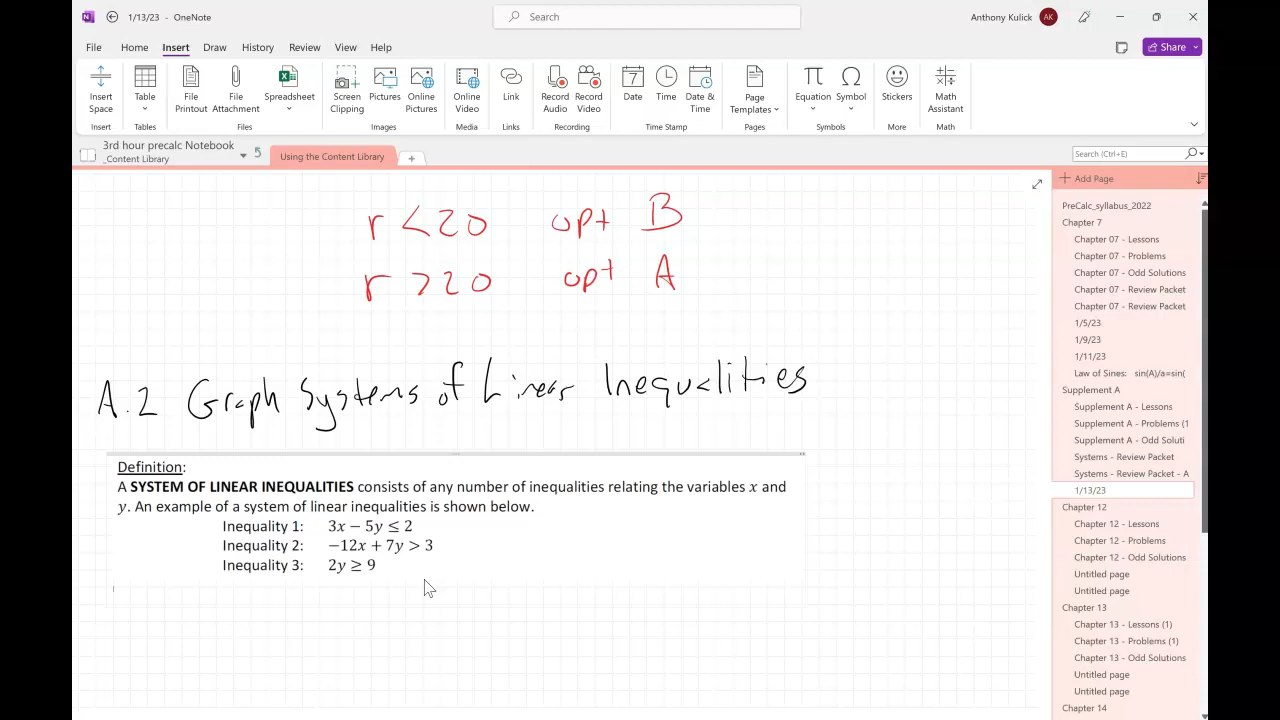 1/13/23 - OneNote
Search
Anthony Kulick AK
File Home Insert Draw History Review View Help
Share
Insert Space
Table
File Printout
File Attachment
Spreadsheet
Screen Clipping
Pictures
Online Pictures
Online Video
Link
Record Audio
Record Video
Date
Time
Date & Time
Page Templates
Equation
Symbol
Stickers
Math Assistant
Insert Tables Files Images Media Links Recording Time Stamp Pages Symbols More Math
3rd hour precalc Notebook
_Content Library
Using the Content Library
Search (Ctrl+E)
r < 20 opt B
r > 20 opt A
A.2 Graph Systems of Linear Inequalities
Definition:
A SYSTEM OF LINEAR INEQUALITIES consists of any number of inequalities relating the variables x and
y. An example of a system of linear inequalities is shown below.
Inequality 1: 3x − 5y ≤ 2
Inequality 2: −12x + 7y > 3
Inequality 3: 2y ≥ 9
Add Page
PreCalc_syllabus_2022
Chapter 7
Chapter 07 - Lessons
Chapter 07 - Problems
Chapter 07 - Odd Solutions
Chapter 07 - Review Packet
Chapter 07 - Review Packet
1/5/23
1/9/23
1/11/23
Law of Sines: sin(A)/a=sin(
Supplement A
Supplement A - Lessons
Supplement A - Problems (1
Supplement A - Odd Soluti
Systems - Review Packet
Systems - Review Packet - A
1/13/23
Chapter 12
Chapter 12 - Lessons
Chapter 12 - Problems
Chapter 12 - Odd Solutions
Untitled page
Untitled page
Chapter 13
Chapter 13 - Lessons (1)
Chapter 13 - Problems (1)
Chapter 13 - Odd Solutions
Untitled page
Untitled page
Chapter 14